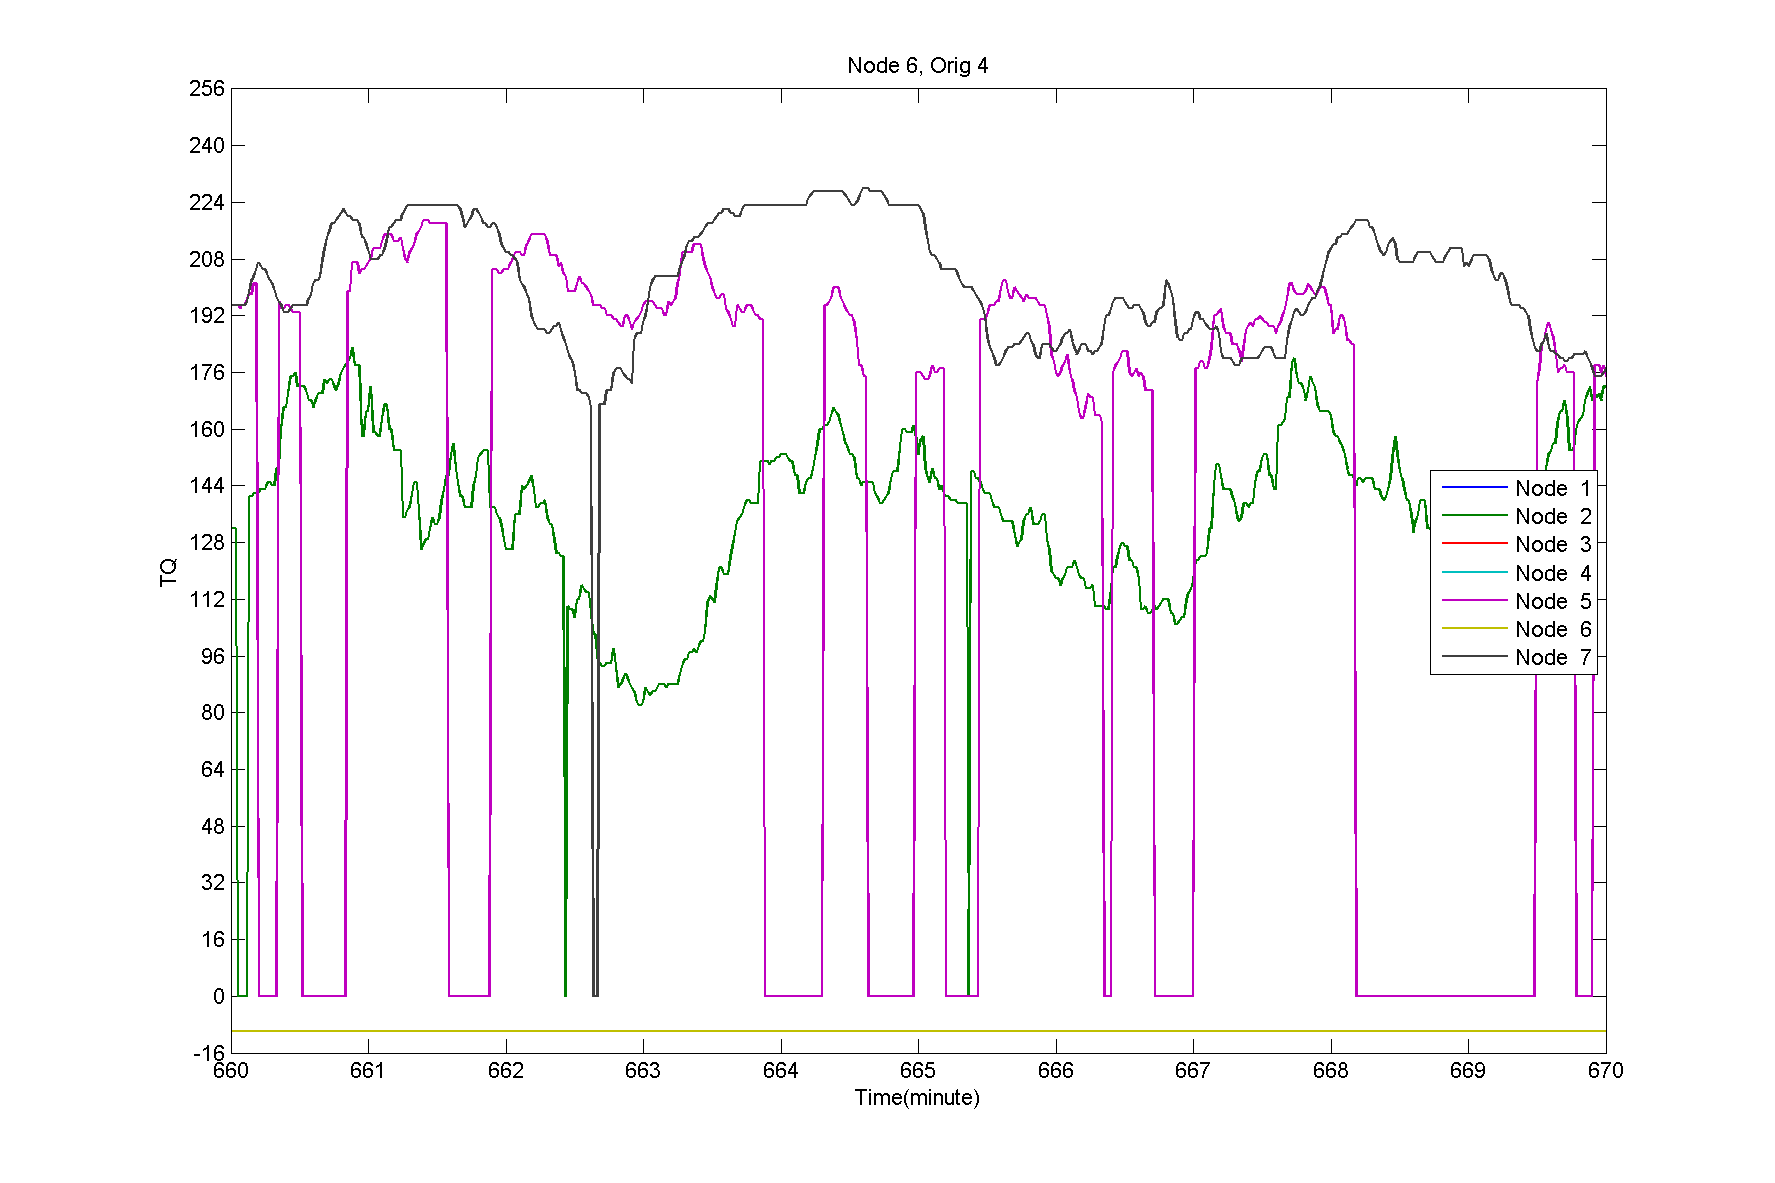 Node 6, Orig 4
256
240
224
208
192
176
160
144
128
112
96
80
64
48
32
16
0
-16
TQ
660 661 662 663 664 665 666 667 668 669 670
Time(minute)
Node 1
Node 2
Node 3
Node 4
Node 5
Node 6
Node 7